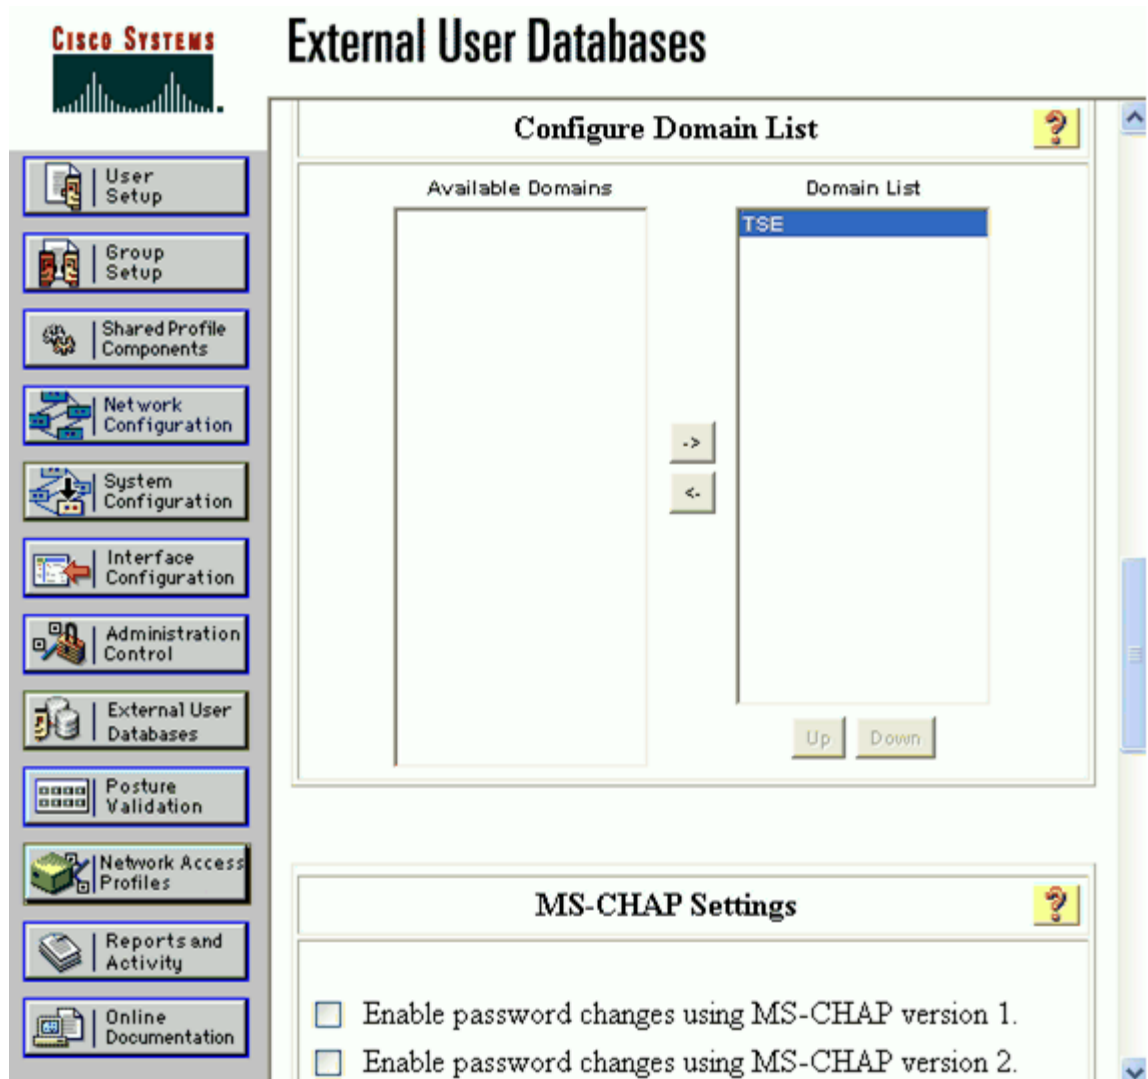 CISCO SYSTEMS
External User Databases
User
Setup
Group
Setup
Shared Profile
Components
Network
Configuration
System
Configuration
Interface
Configuration
Administration
Control
External User
Databases
Posture
Validation
Network Access
Profiles
Reports and
Activity
Online
Documentation
Configure Domain List
?
Available Domains
Domain List
TSE
->
<-
Up
Down
MS-CHAP Settings
?
Enable password changes using MS-CHAP version 1.
Enable password changes using MS-CHAP version 2.